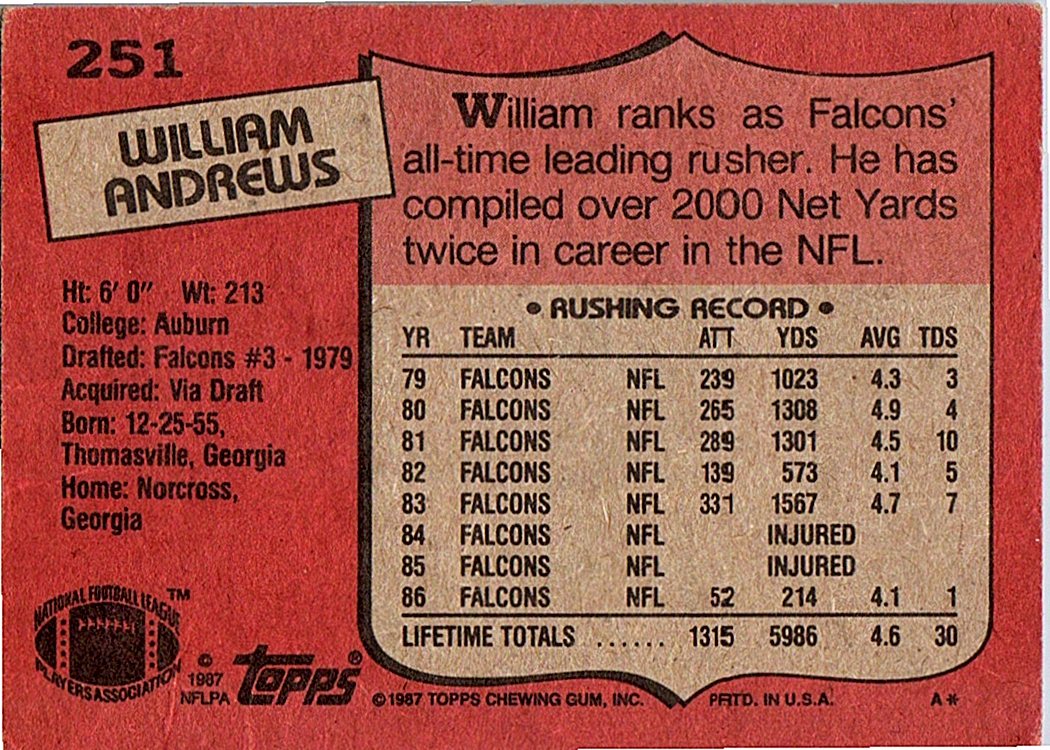 251
WILLIAM
ANDREWS
William ranks as Falcons'
all-time leading rusher. He has
compiled over 2000 Net Yards
twice in career in the NFL.
Ht: 6' 0" Wt: 213
College: Auburn
Drafted: Falcons #3 - 1979
Acquired: Via Draft
Born: 12-25-55,
Thomasville, Georgia
Home: Norcross,
Georgia
• RUSHING RECORD •
YR TEAM ATT YDS AVG TDS
79 FALCONS NFL 239 1023 4.3 3
80 FALCONS NFL 265 1308 4.9 4
81 FALCONS NFL 289 1301 4.5 10
82 FALCONS NFL 139 573 4.1 5
83 FALCONS NFL 331 1567 4.7 7
84 FALCONS NFL INJURED
85 FALCONS NFL INJURED
86 FALCONS NFL 52 214 4.1 1
LIFETIME TOTALS ...... 1315 5986 4.6 30
NATIONAL FOOTBALL LEAGUE ™
PLAYERS ASSOCIATION
© 1987
NFLPA
topps ®
©1987 TOPPS CHEWING GUM, INC. PRTD. IN U.S.A. A*